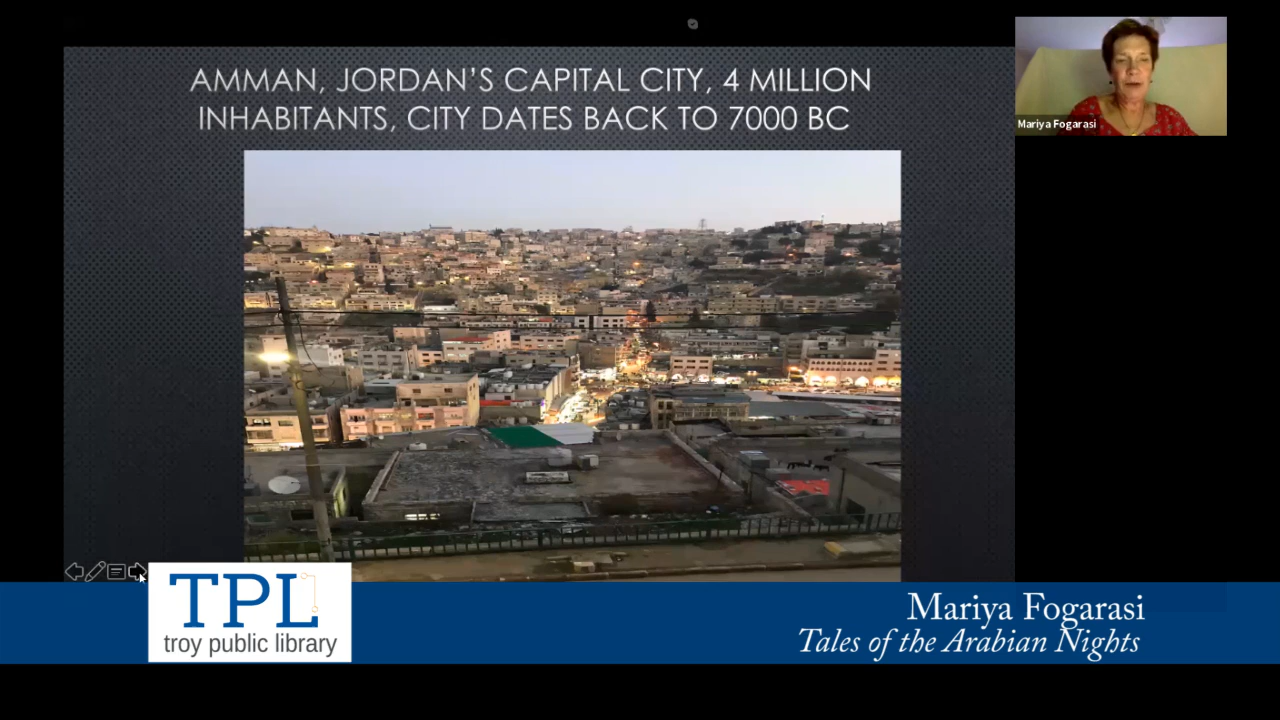 AMMAN, JORDAN'S CAPITAL CITY, 4 MILLION
INHABITANTS, CITY DATES BACK TO 7000 BC
Mariya Fogarasi
TPL
troy public library
Mariya Fogarasi
Tales of the Arabian Nights